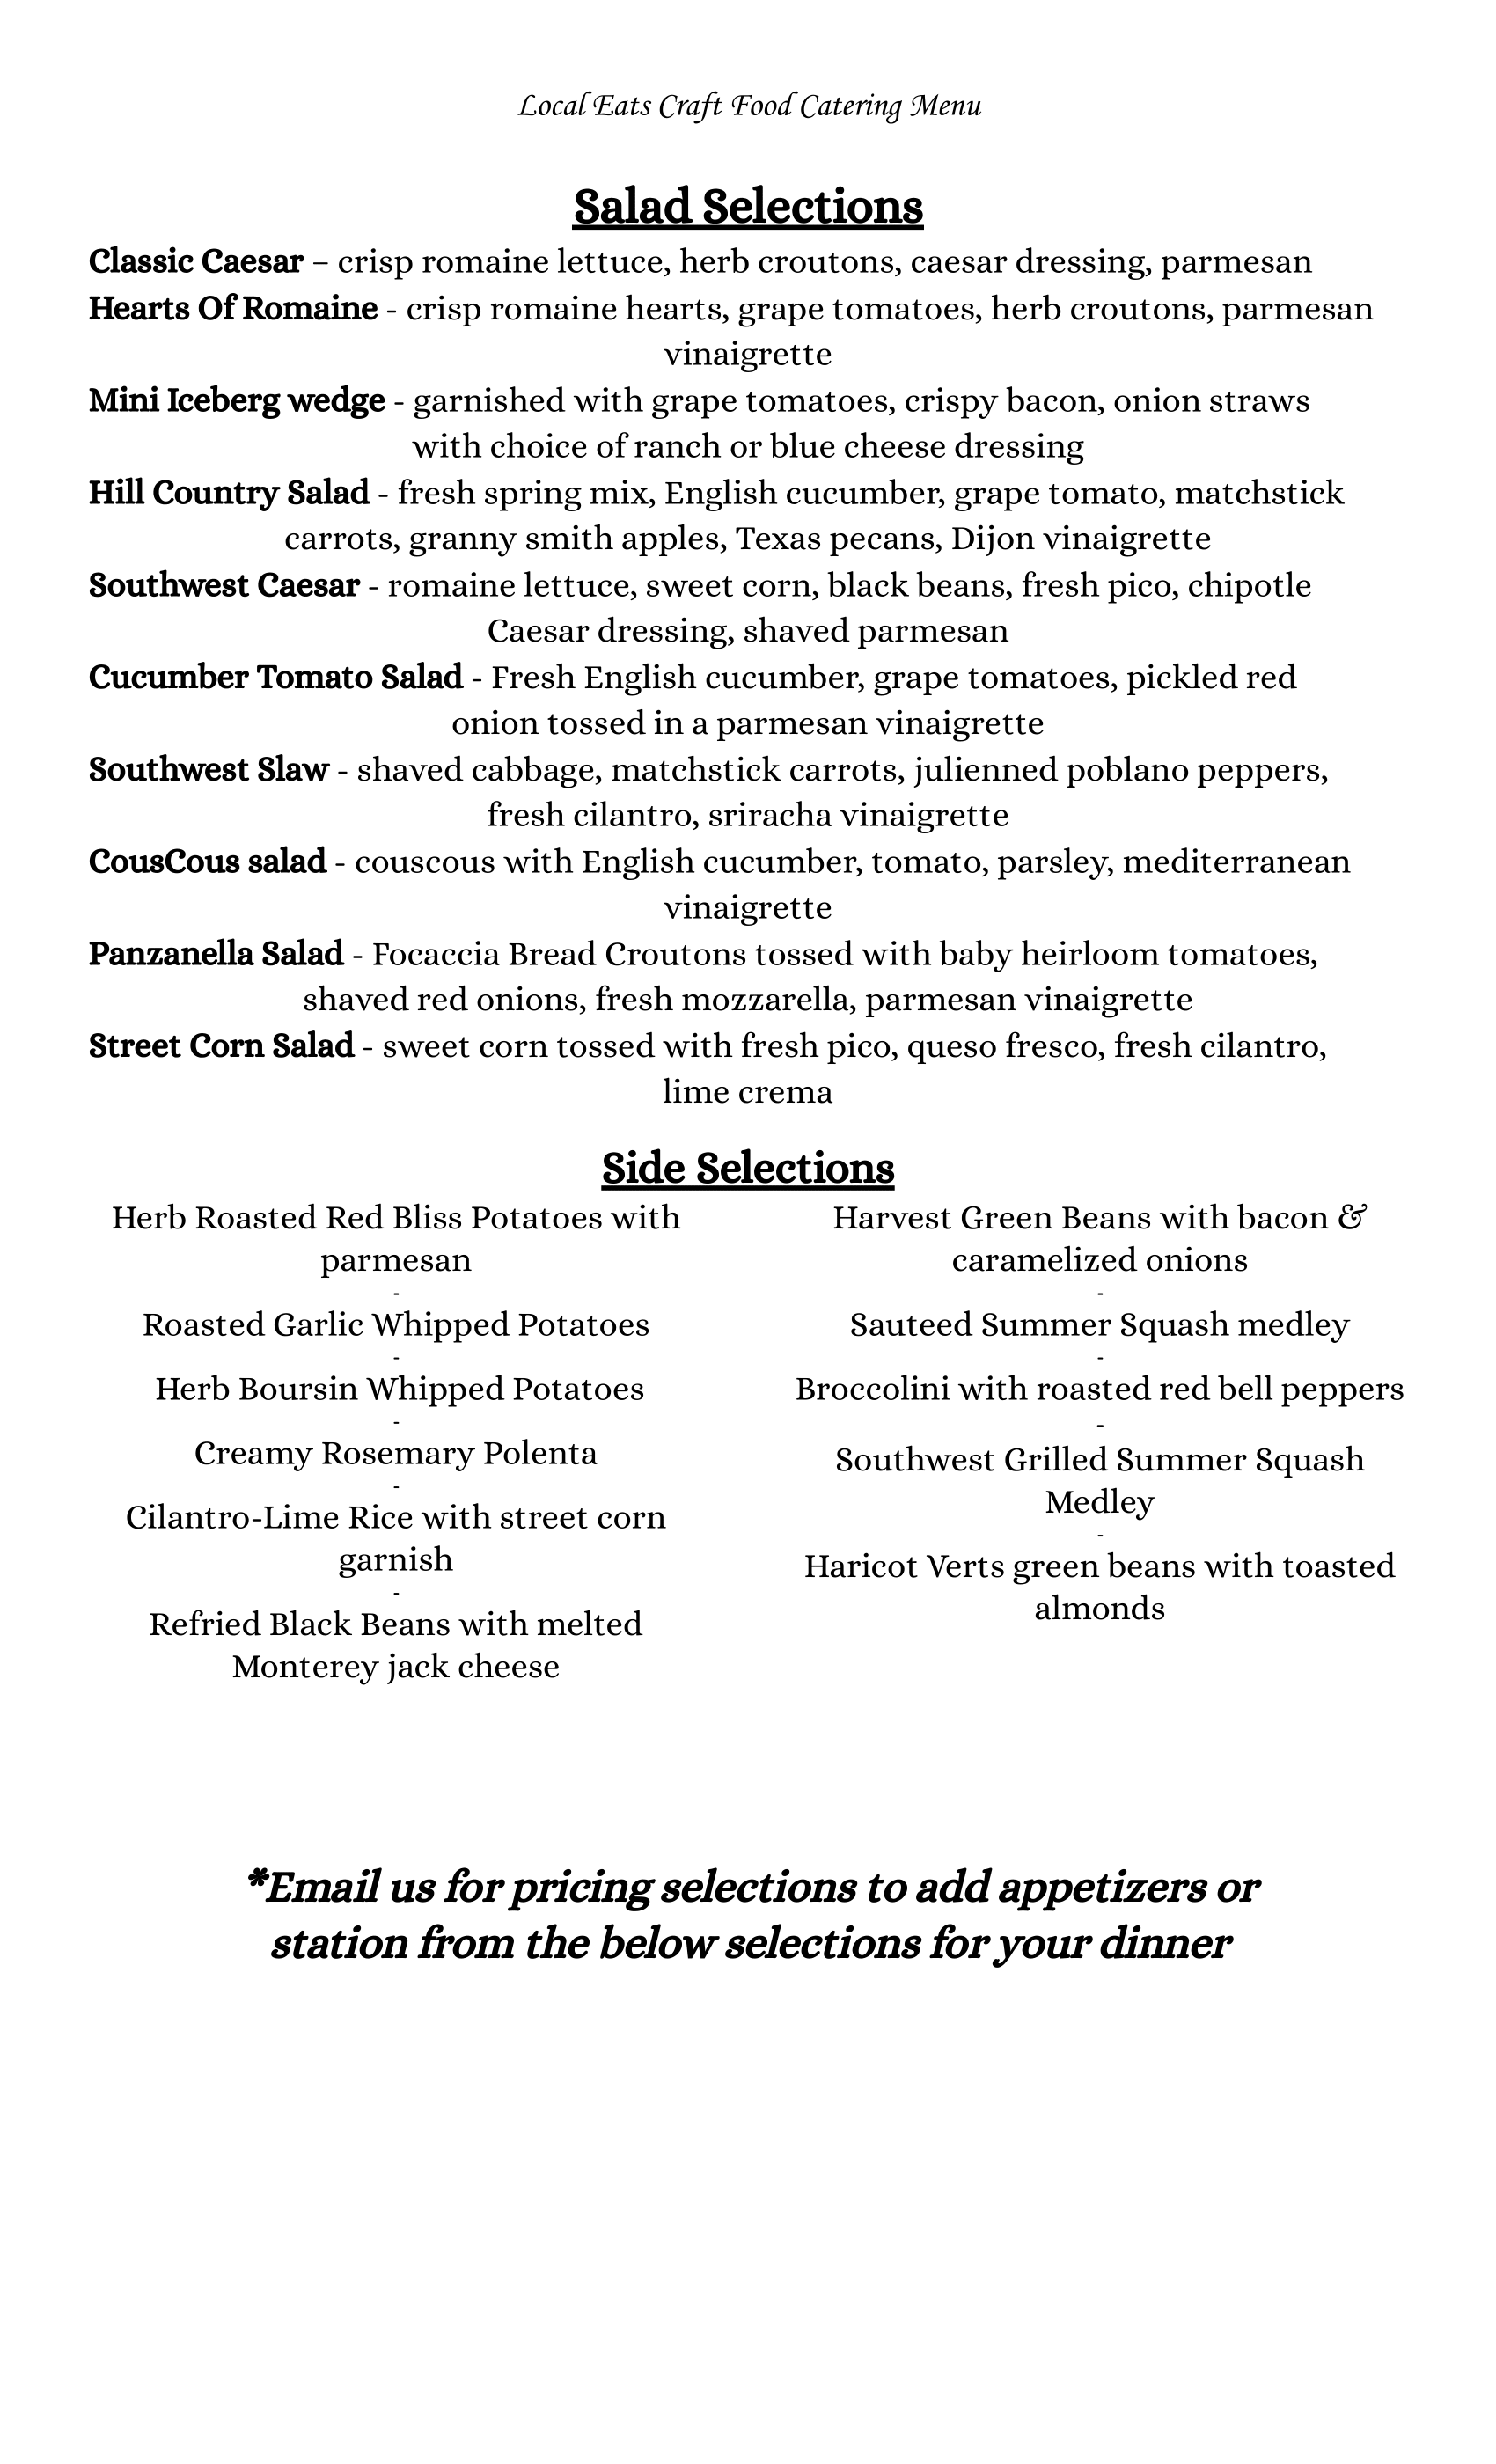 Local Eats Craft Food Catering Menu
Salad Selections
Classic Caesar – crisp romaine lettuce, herb croutons, caesar dressing, parmesan
Hearts Of Romaine - crisp romaine hearts, grape tomatoes, herb croutons, parmesan
vinaigrette
Mini Iceberg wedge - garnished with grape tomatoes, crispy bacon, onion straws
with choice of ranch or blue cheese dressing
Hill Country Salad - fresh spring mix, English cucumber, grape tomato, matchstick
carrots, granny smith apples, Texas pecans, Dijon vinaigrette
Southwest Caesar - romaine lettuce, sweet corn, black beans, fresh pico, chipotle
Caesar dressing, shaved parmesan
Cucumber Tomato Salad - Fresh English cucumber, grape tomatoes, pickled red
onion tossed in a parmesan vinaigrette
Southwest Slaw - shaved cabbage, matchstick carrots, julienned poblano peppers,
fresh cilantro, sriracha vinaigrette
CousCous salad - couscous with English cucumber, tomato, parsley, mediterranean
vinaigrette
Panzanella Salad - Focaccia Bread Croutons tossed with baby heirloom tomatoes,
shaved red onions, fresh mozzarella, parmesan vinaigrette
Street Corn Salad - sweet corn tossed with fresh pico, queso fresco, fresh cilantro,
lime crema
Side Selections
Herb Roasted Red Bliss Potatoes with
parmesan
-
Roasted Garlic Whipped Potatoes
-
Herb Boursin Whipped Potatoes
-
Creamy Rosemary Polenta
-
Cilantro-Lime Rice with street corn
garnish
-
Refried Black Beans with melted
Monterey jack cheese
Harvest Green Beans with bacon &
caramelized onions
-
Sauteed Summer Squash medley
-
Broccolini with roasted red bell peppers
-
Southwest Grilled Summer Squash
Medley
-
Haricot Verts green beans with toasted
almonds
*Email us for pricing selections to add appetizers or
station from the below selections for your dinner